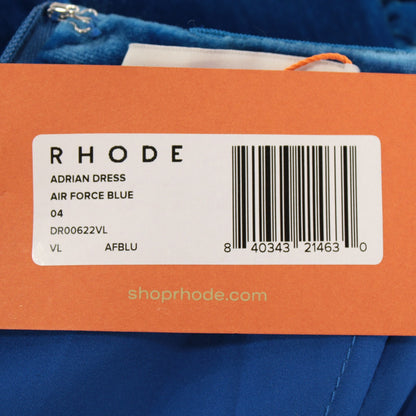 RHODE
ADRIAN DRESS
AIR FORCE BLUE
04
DR00622VL
VL AFBLU
8 40343 21463 0
shoprhode.com